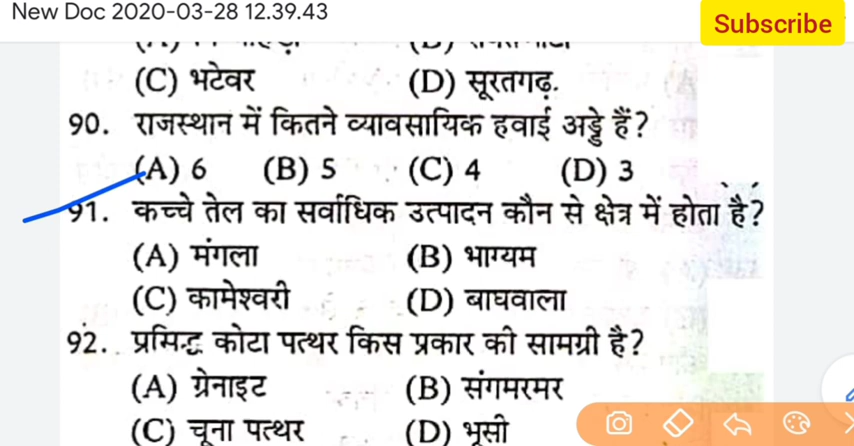 New Doc 2020-03-28 12.39.43
Subscribe
(C) भटेवर (D) सूरतगढ़.
90. राजस्थान में कितने व्यावसायिक हवाई अड्डे हैं?
(A) 6 (B) 5 (C) 4 (D) 3
91. कच्चे तेल का सर्वाधिक उत्पादन कौन से क्षेत्र में होता है?
(A) मंगला (B) भाग्यम
(C) कामेश्वरी (D) बाघवाला
92. प्रसिद्ध कोटा पत्थर किस प्रकार की सामग्री है?
(A) ग्रेनाइट (B) संगमरमर
(C) चूना पत्थर (D) भूसी